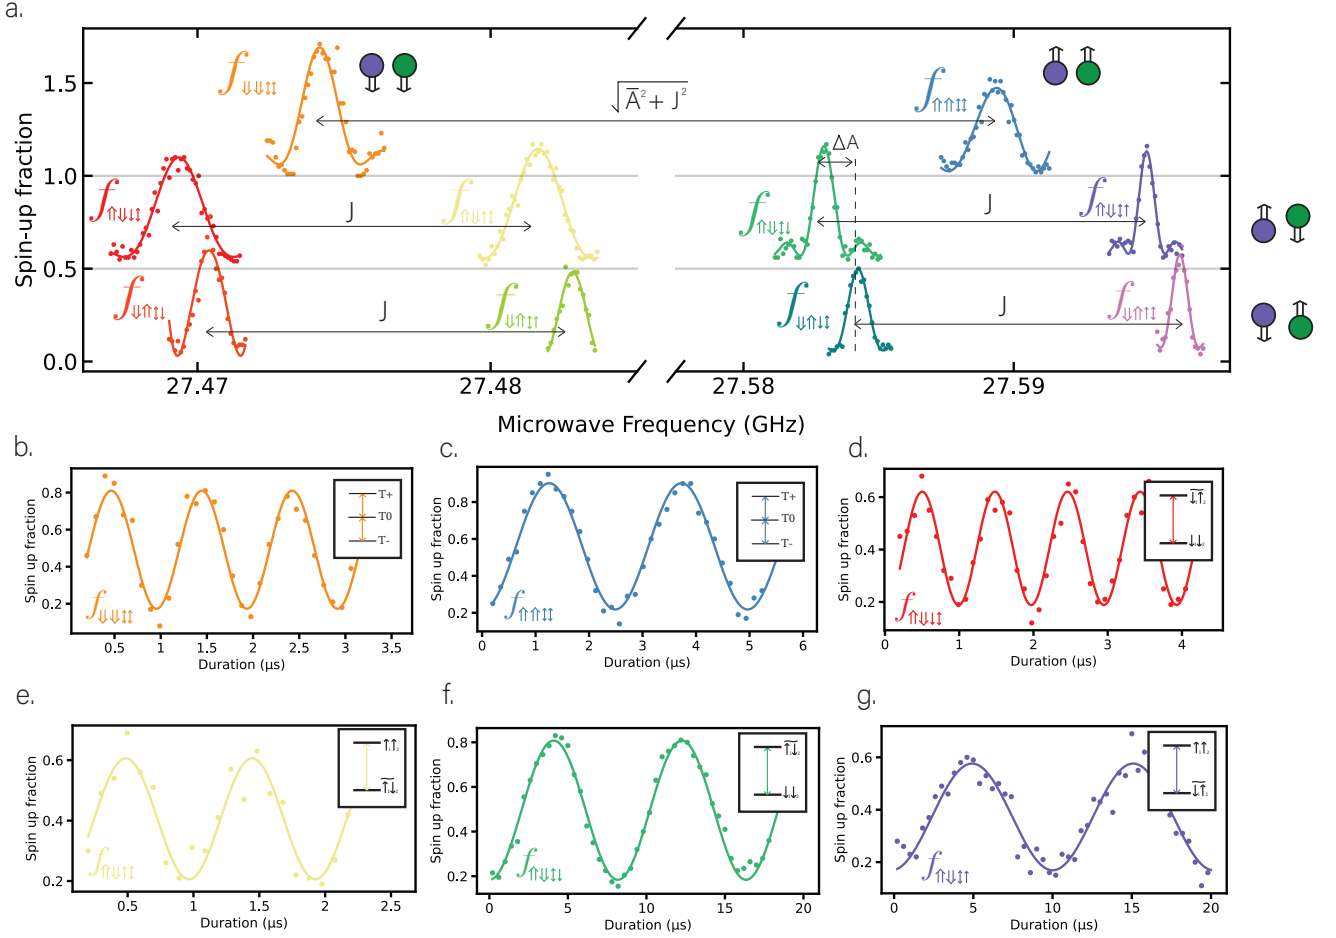 a.
Spin-up fraction
1.5
1.0
0.5
0.0
f⇓⇓↕↕
√A̅² + J²
f⇑⇑↕↕
ΔA
f⇑⇓↓↕
J
f⇑⇓↕↑
f⇑⇓↕↓
J
f⇑⇓↕↑
f⇓⇑↕↓
J
f⇓⇑↕↑
f⇓⇑↓↕
J
f⇓⇑↑↕
27.47
27.48
27.58
27.59
Microwave Frequency (GHz)
b.
Spin up fraction
0.8
0.6
0.4
0.2
T+
T0
T-
f⇓⇓↕↕
0.5 1 1.5 2 2.5 3 3.5
Duration (μs)
c.
Spin up fraction
0.8
0.6
0.4
0.2
T+
T0
T-
f⇑⇑↕↕
0 1 2 3 4 5 6
Duration (μs)
d.
Spin up fraction
0.6
0.4
0.2
↓↑
↓↓
f⇑⇓↓↕
0 1 2 3 4
Duration (μs)
e.
Spin up fraction
0.6
0.4
0.2
↑↑
↑↓
f⇑⇓↕↑
0.5 1 1.5 2 2.5
Duration (μs)
f.
Spin up fraction
0.8
0.6
0.4
0.2
↑↓
↓↓
f⇑⇓↕↓
0 5 10 15 20
Duration (μs)
g.
Spin up fraction
0.6
0.4
0.2
↑↑
↓↑
f⇑⇓↕↑
0 5 10 15 20
Duration (μs)